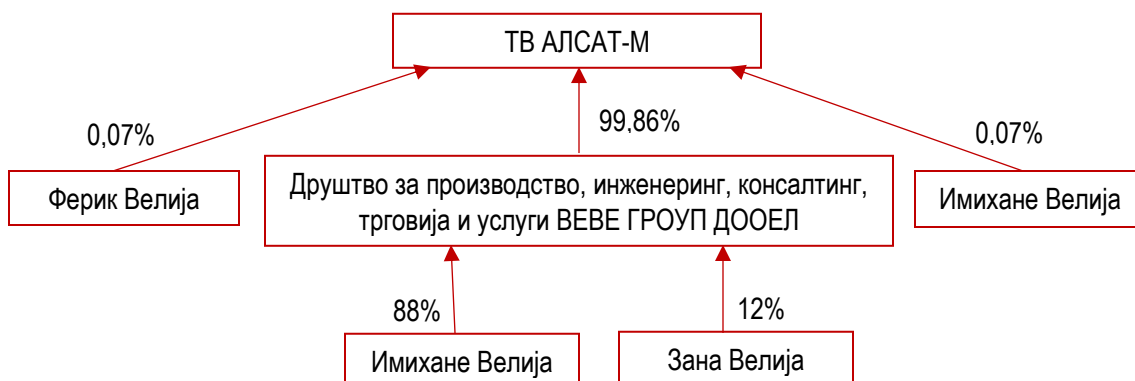 ТВ АЛСАТ-М
0,07%
99,86%
0,07%
Ферик Велија
Друштво за производство, инженеринг, консалтинг,
трговија и услуги ВЕВЕ ГРОУП ДООЕЛ
Имихане Велија
88%
12%
Имихане Велија
Зана Велија